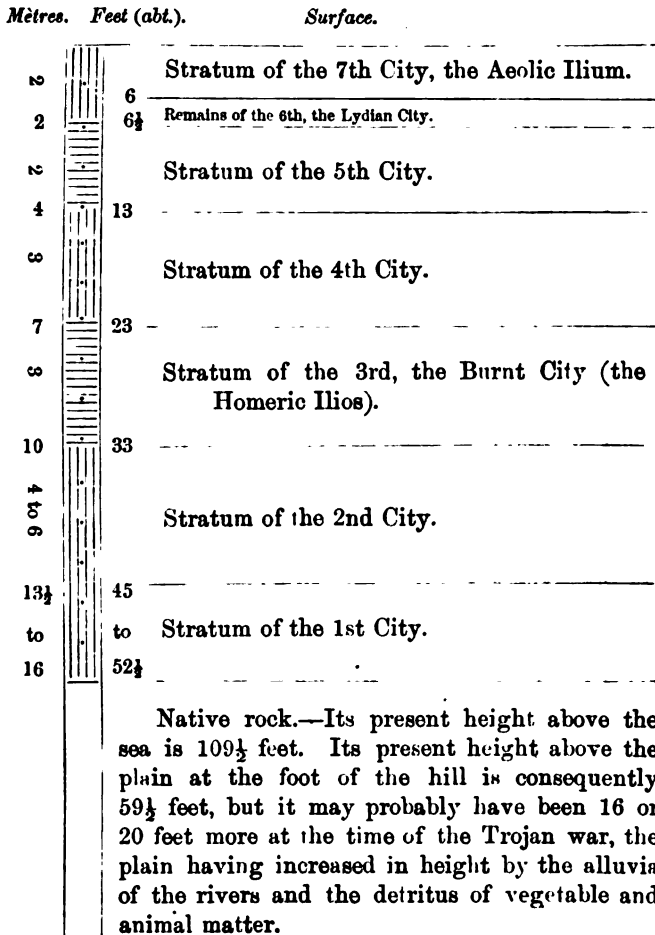 Mètres. Feet (abt.). Surface.
2 Stratum of the 7th City, the Aeolic Ilium.
6
2 6½ Remains of the 6th, the Lydian City.
2 Stratum of the 5th City.
4 13
3 Stratum of the 4th City.
7 23
3 Stratum of the 3rd, the Burnt City (the
Homeric Ilios).
10 33
4 to 6 Stratum of the 2nd City.
13½ 45
to to Stratum of the 1st City.
16 52½
Native rock.—Its present height above the
sea is 109½ feet. Its present height above the
plain at the foot of the hill is consequently
59½ feet, but it may probably have been 16 or
20 feet more at the time of the Trojan war, the
plain having increased in height by the alluvia
of the rivers and the detritus of vegetable and
animal matter.